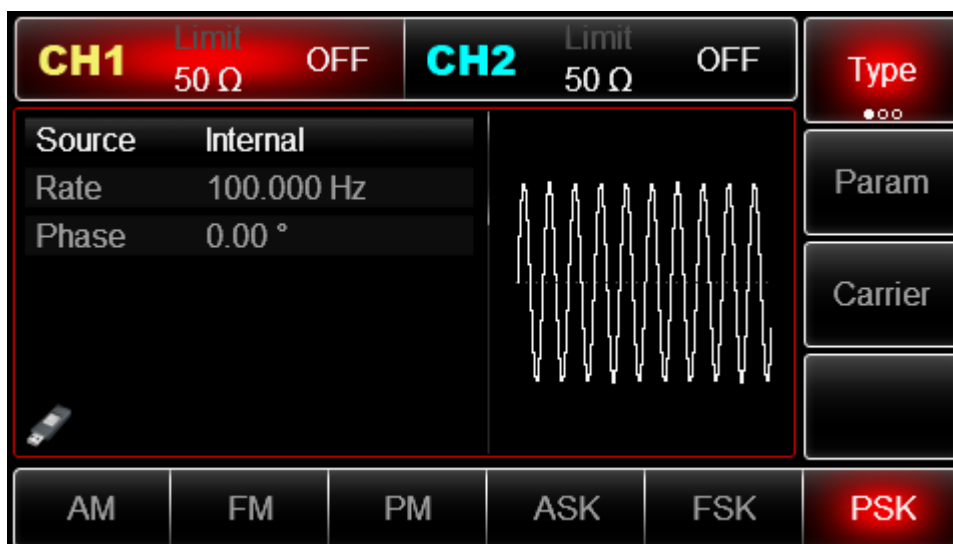 CH1 Limit 50 Ω OFF CH2 Limit 50 Ω OFF
Type
Source Internal
Rate 100.000 Hz
Phase 0.00 °
Param
Carrier
AM FM PM ASK FSK PSK